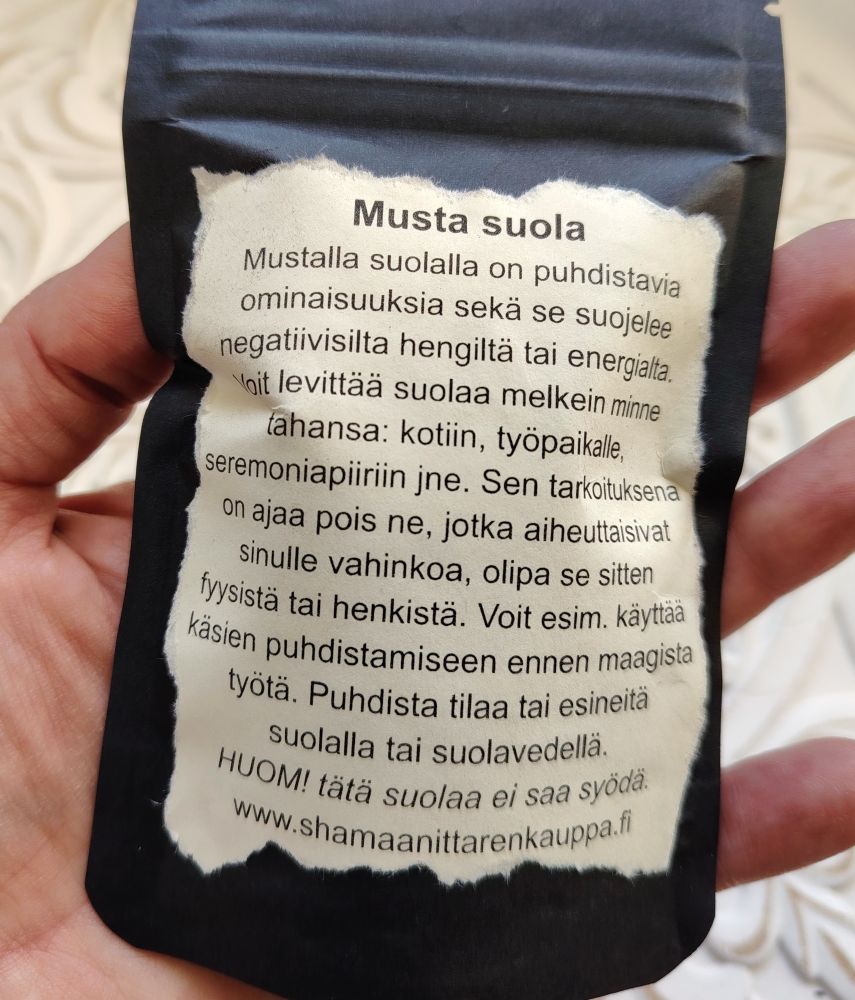 Musta suola
Mustalla suolalla on puhdistavia
ominaisuuksia sekä se suojelee
negatiivisilta hengiltä tai energialta.
Voit levittää suolaa melkein minne
tahansa: kotiin, työpaikalle,
seremoniapiiriin jne. Sen tarkoituksena
on ajaa pois ne, jotka aiheuttaisivat
sinulle vahinkoa, olipa se sitten
fyysistä tai henkistä. Voit esim. käyttää
käsien puhdistamiseen ennen maagista
työtä. Puhdista tilaa tai esineitä
suolalla tai suolavedellä.
HUOM! tätä suolaa ei saa syödä.
www.shamaanittarenkauppa.fi